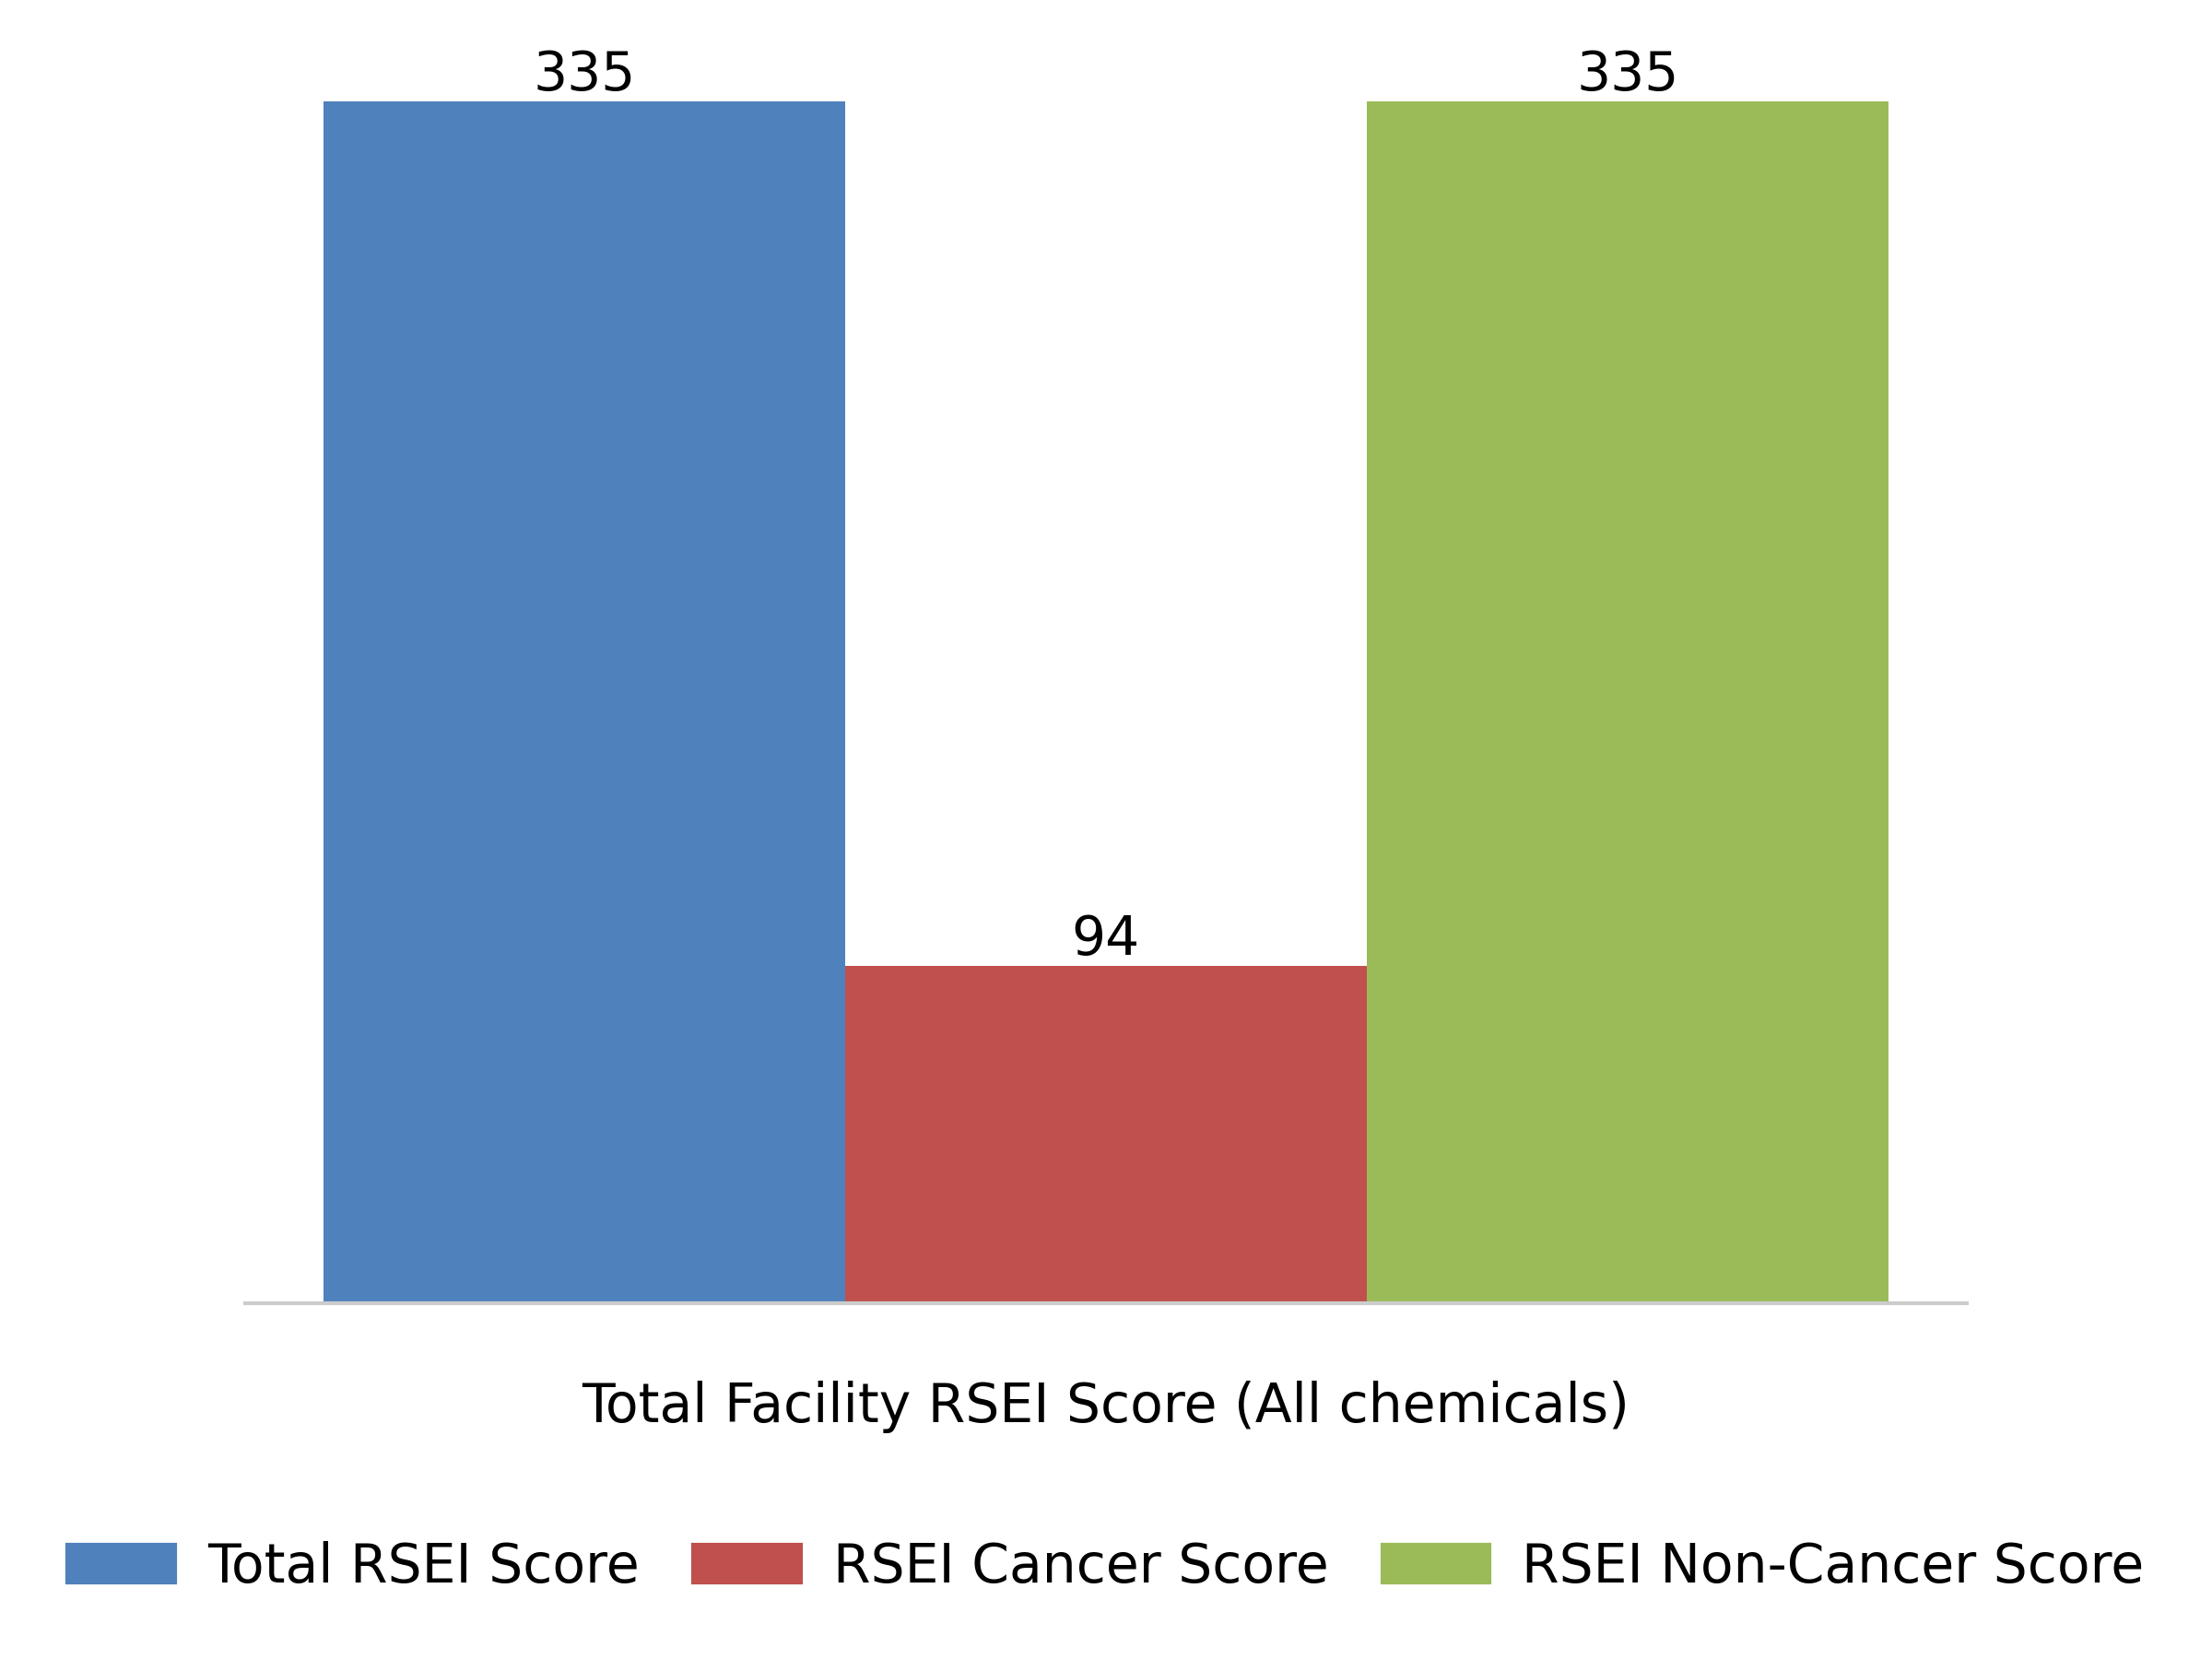 335
335
94
Total Facility RSEI Score (All chemicals)
Total RSEI Score
RSEI Cancer Score
RSEI Non-Cancer Score